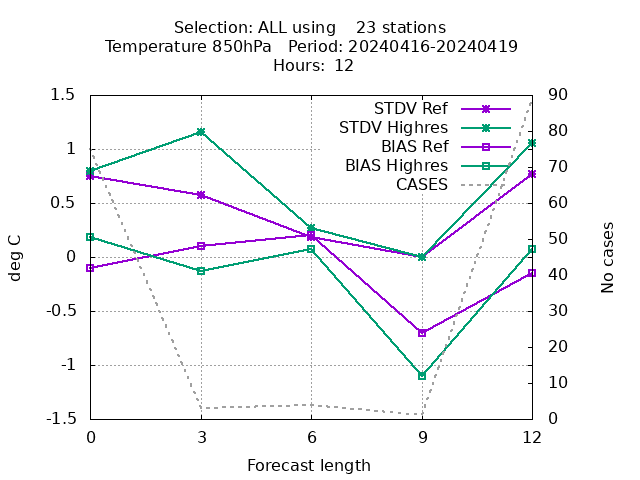 Selection: ALL using    23 stations
Temperature 850hPa   Period: 20240416-20240419
Hours: 12
1.5
1
0.5
0
-0.5
-1
-1.5
deg C
STDV Ref
STDV Highres
BIAS Ref
BIAS Highres
CASES
90
80
70
60
50
40
30
20
10
0
No cases
0 3 6 9 12
Forecast length